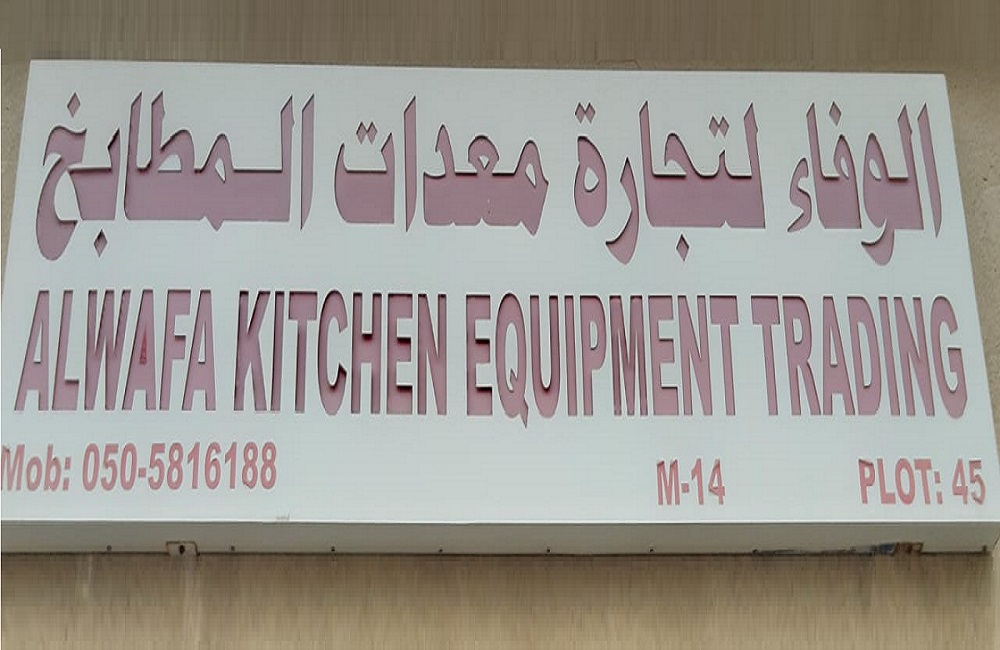 الوفاء لتجارة معدات المطابخ
ALWAFA KITCHEN EQUIPMENT TRADING
Mob: 050-5816188 M-14 PLOT: 45